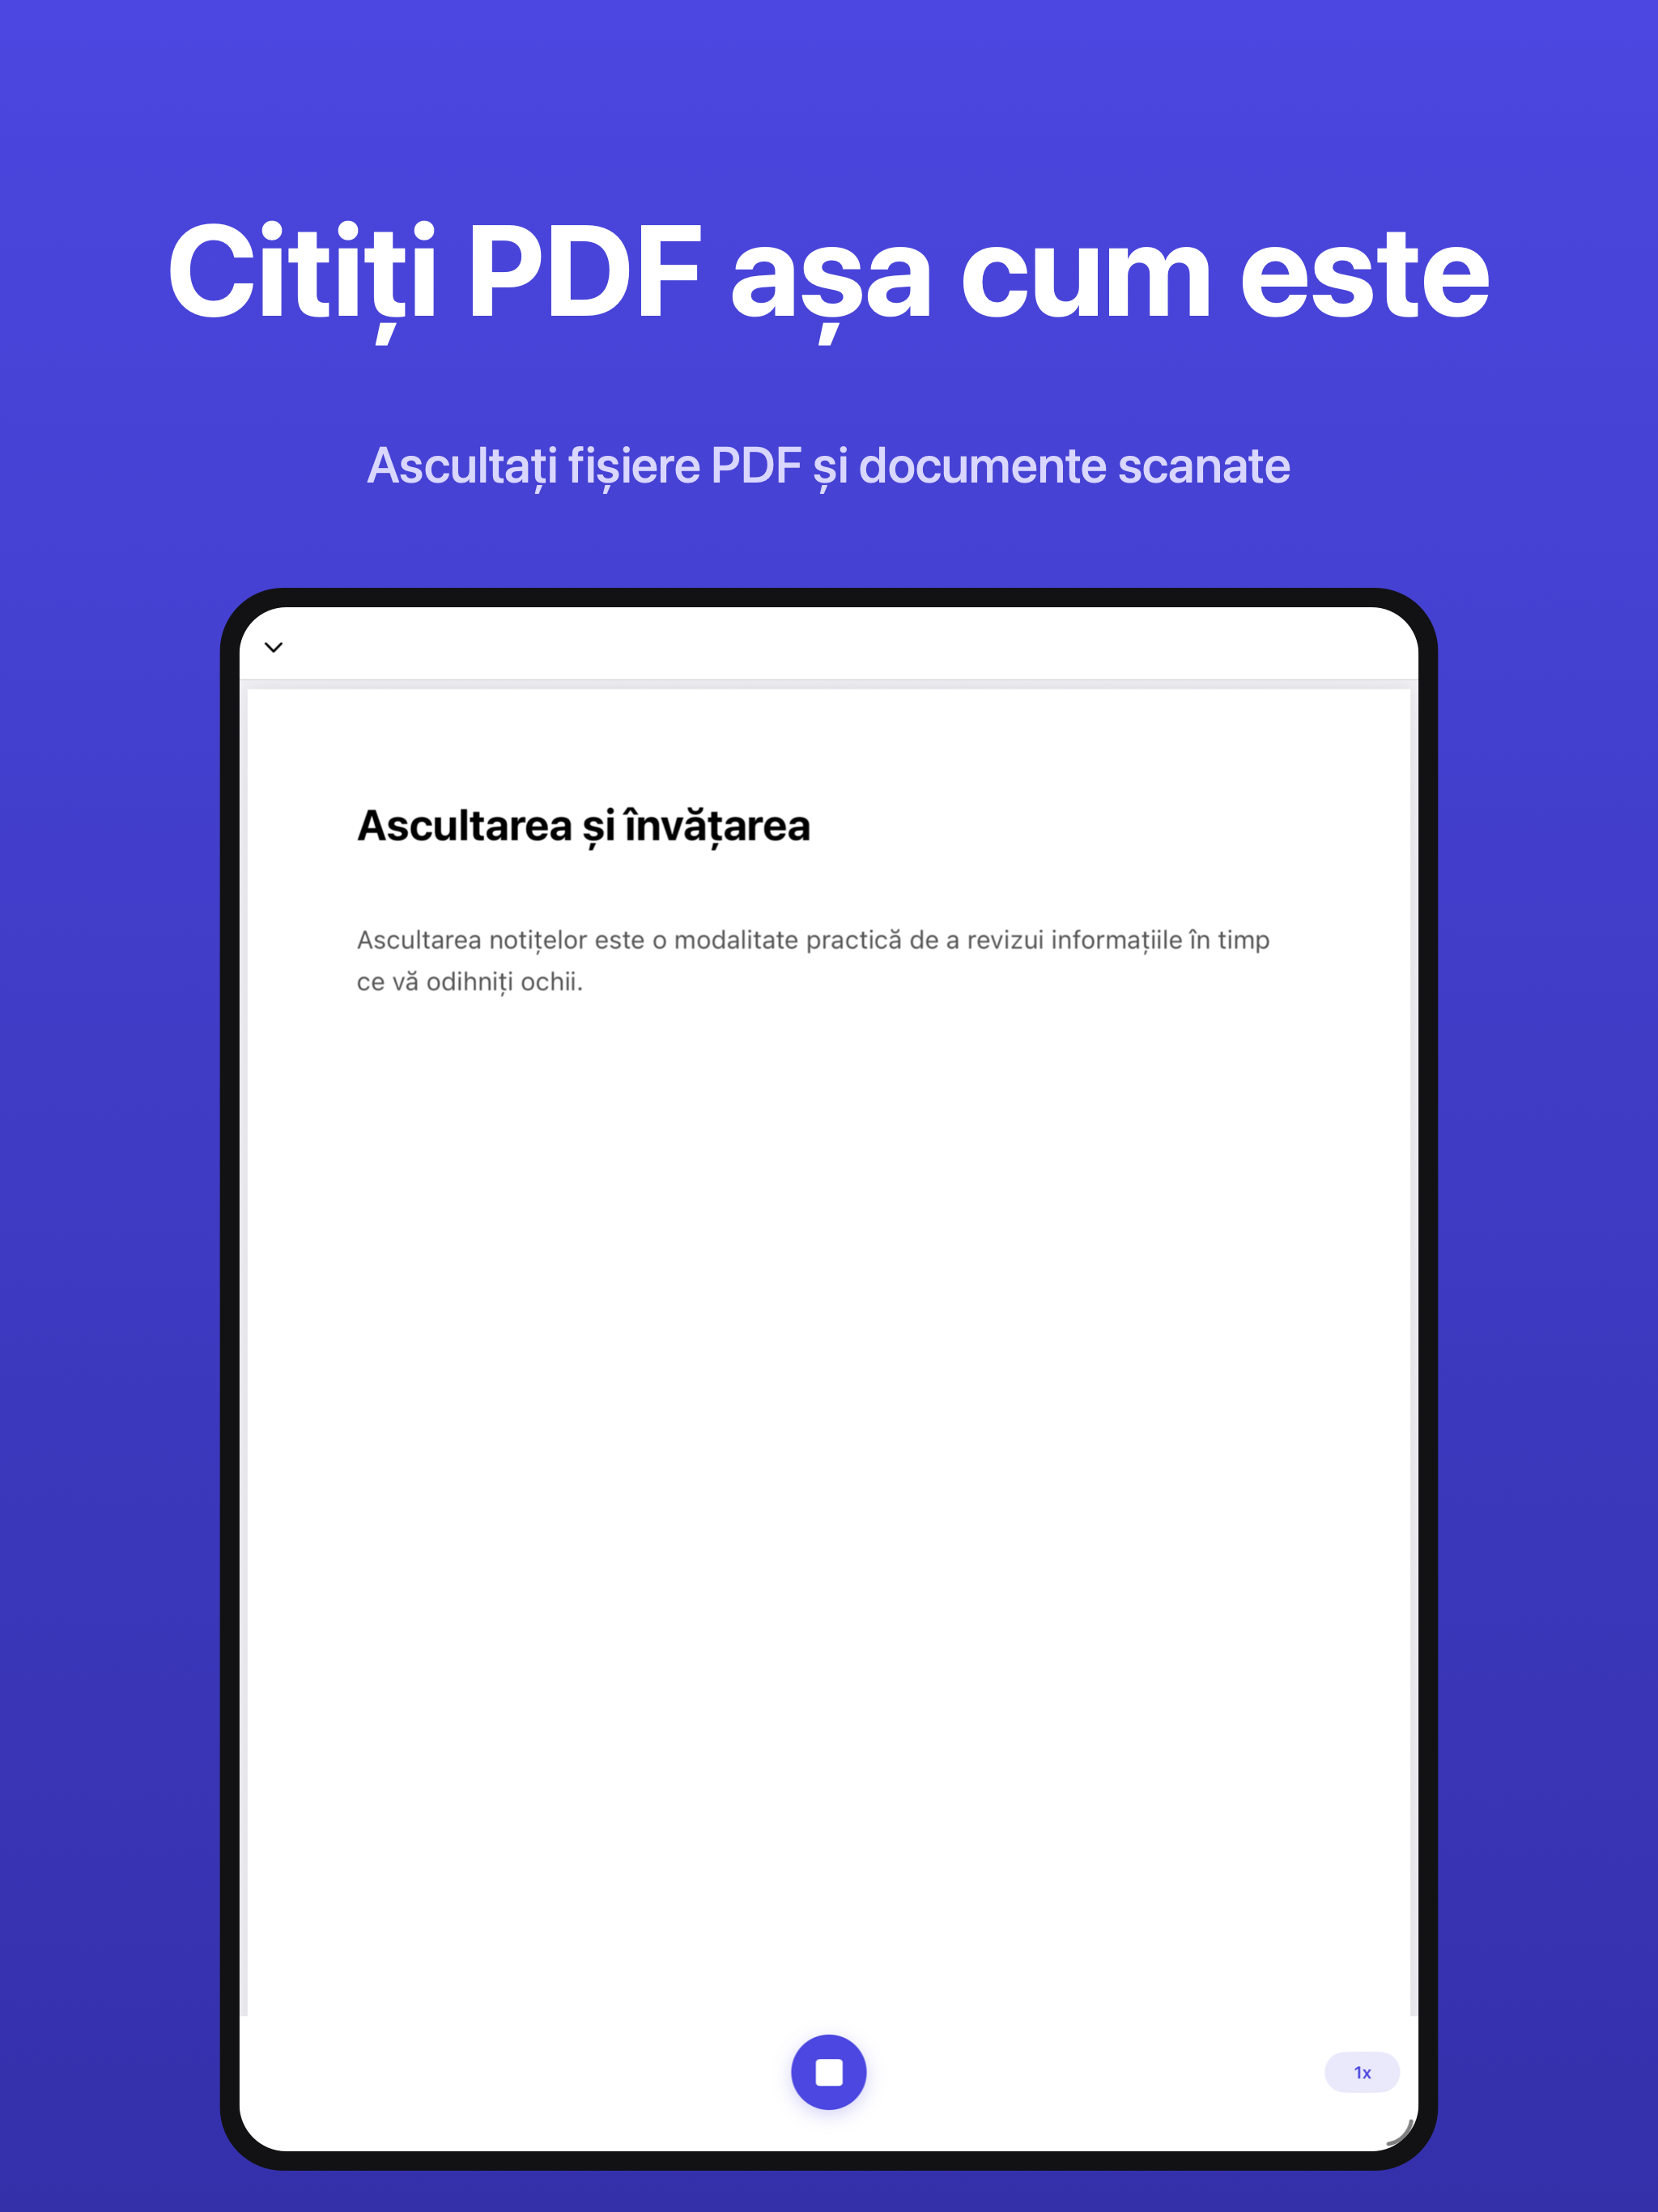 Citiți PDF așa cum este
Ascultați fișiere PDF și documente scanate
Ascultarea și învățarea
Ascultarea notițelor este o modalitate practică de a revizui informațiile în timp
ce vă odihniți ochii.
1x